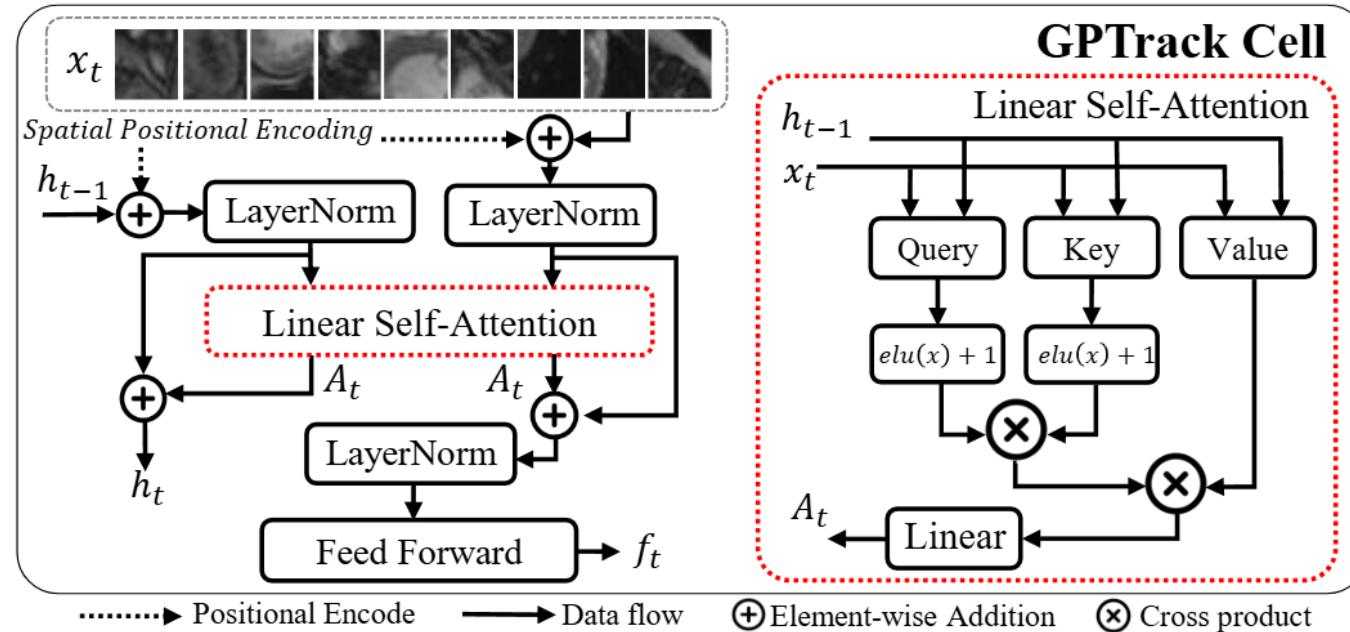 GPTrack Cell
x_t
Spatial Positional Encoding
h_{t-1}
LayerNorm
LayerNorm
Linear Self-Attention
A_t
A_t
LayerNorm
h_t
Feed Forward
f_t
Linear Self-Attention
h_{t-1}
x_t
Query
Key
Value
elu(x) + 1
elu(x) + 1
A_t
Linear
Positional Encode
Data flow
Element-wise Addition
Cross product